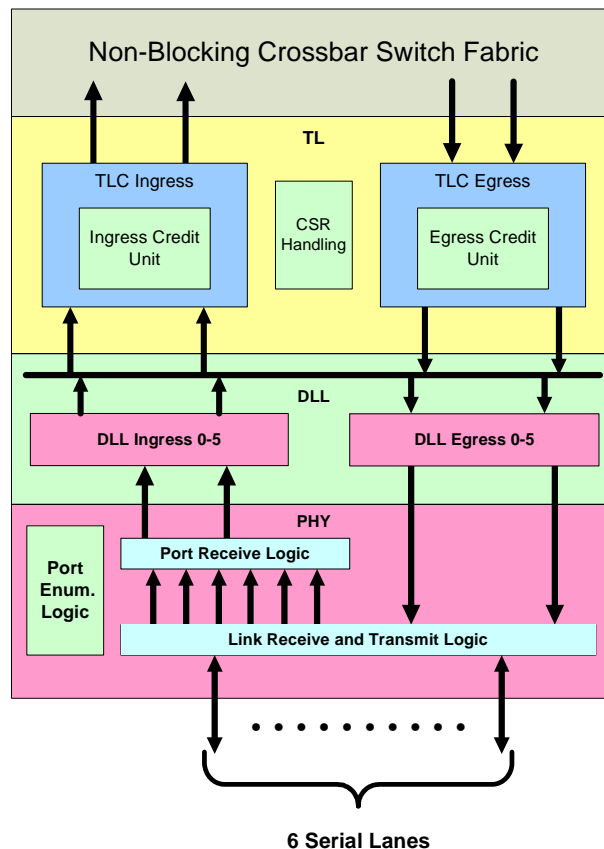 Non-Blocking Crossbar Switch Fabric
TL
TLC Ingress
Ingress Credit
Unit
CSR
Handling
TLC Egress
Egress Credit
Unit
DLL
DLL Ingress 0-5
DLL Egress 0-5
PHY
Port
Enum.
Logic
Port Receive Logic
Link Receive and Transmit Logic
6 Serial Lanes